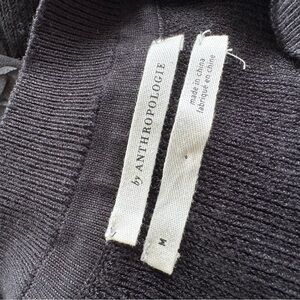 by ANTHROPOLOGIE
made in china
fabriqué en chine
M